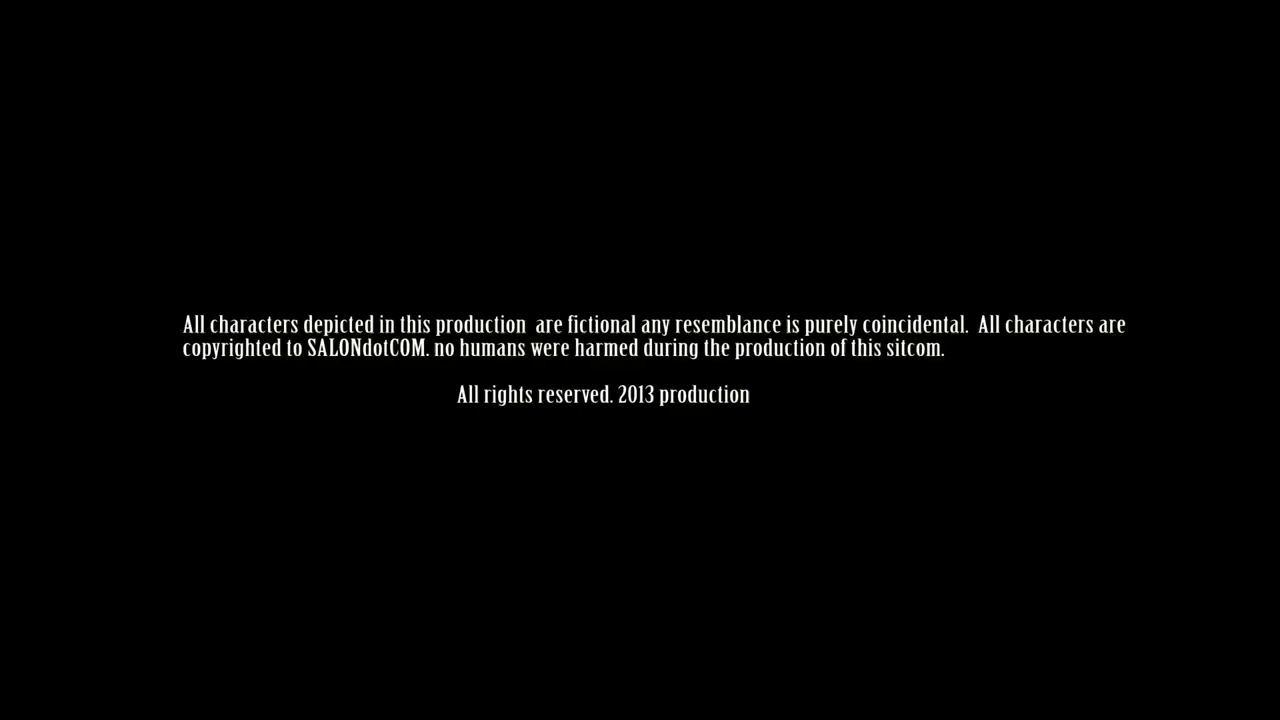 All characters depicted in this production  are fictional any resemblance is purely coincidental.  All characters are
copyrighted to SALONdotCOM. no humans were harmed during the production of this sitcom.
All rights reserved. 2013 production